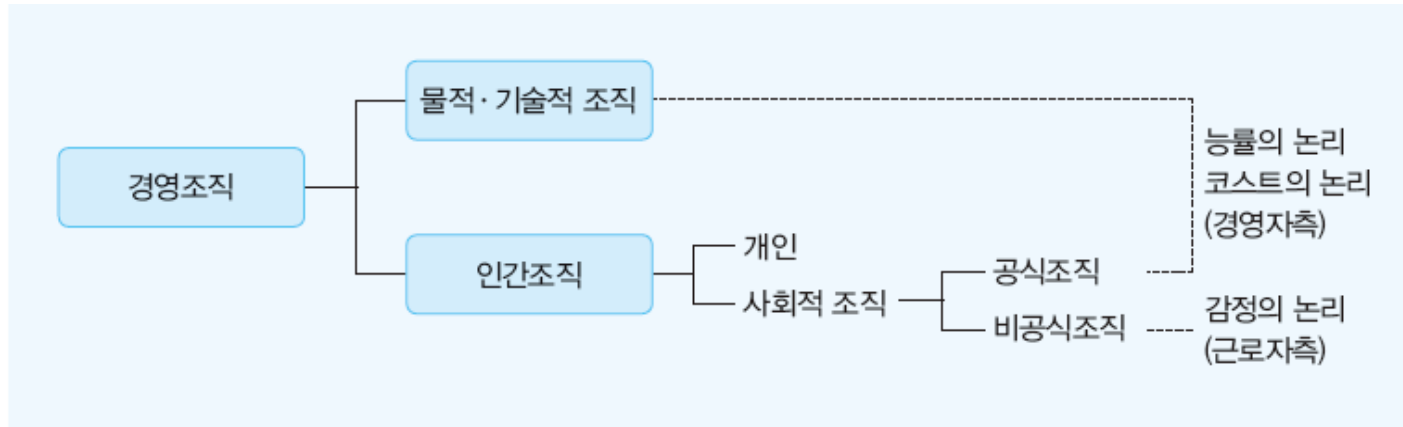 물적·기술적 조직
능률의 논리
코스트의 논리
(경영자측)
경영조직
인간조직
개인
사회적 조직
공식조직
비공식조직
감정의 논리
(근로자측)